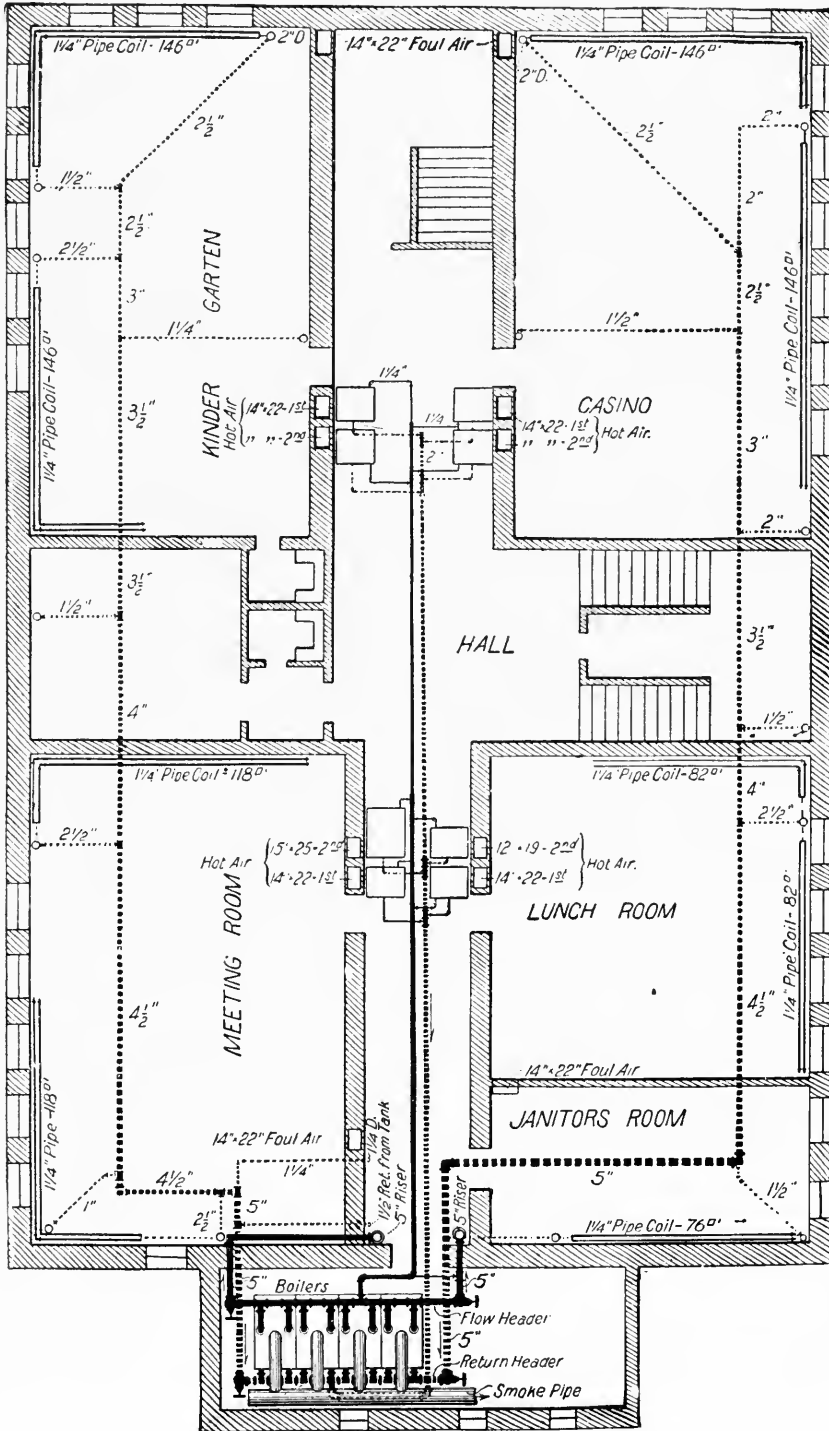 1¼" Pipe Coil-146□'
2"D
14"×22" Foul Air
1¼" Pipe Coil-146□'
2"D.
2½"
2½"
2"
1½"
2"
2½"
2½"
2½"
3"
GARTEN
1¼"
1½"
1¼" Pipe Coil-146□'
1¼" Pipe Coil-146□'
1¼"
3½"
KINDER
Hot Air
14"×22-1st
" " -2nd
1¼
2"
CASINO
14"×22-1st
" " -2nd
Hot Air.
3"
2"
3½"
1½"
HALL
3½"
4"
1½"
1¼" Pipe Coil-118□'
1¼" Pipe Coil-82□'
4"
2½"
2½"
Hot Air
15"×25-2nd
14"×22-1st
12"×19-2nd
14"×22-1st
Hot Air.
LUNCH ROOM
MEETING ROOM
1¼" Pipe Coil-82□'
4½"
4½"
14"×22" Foul Air
JANITORS ROOM
1¼" Pipe-118□'
14"×22" Foul Air
1¼"
1¼ D.
1½" Ret. from Tank
5" Riser
5" Riser
4½"
5"
5"
1"
2½"
1½"
1¼" Pipe Coil-76□'
5"
Boilers
5"
Flow Header
5"
Return Header
Smoke Pipe